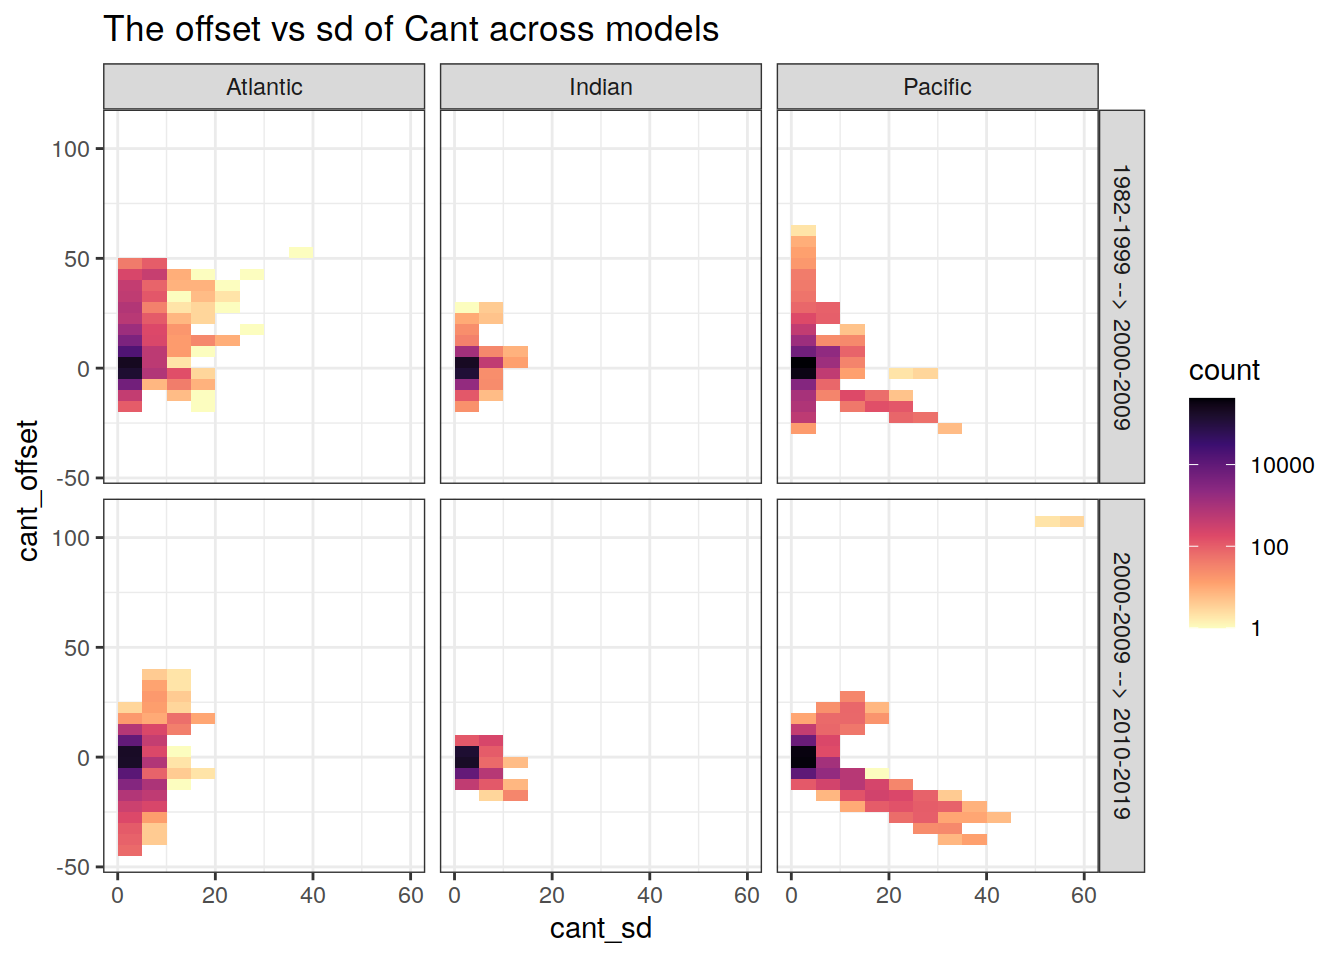 The offset vs sd of Cant across models
Atlantic
Indian
Pacific
100
50
0
-50
1982-1999 --> 2000-2009
100
50
0
-50
2000-2009 --> 2010-2019
0 20 40 60
0 20 40 60
0 20 40 60
cant_sd
cant_offset
count
10000
100
1